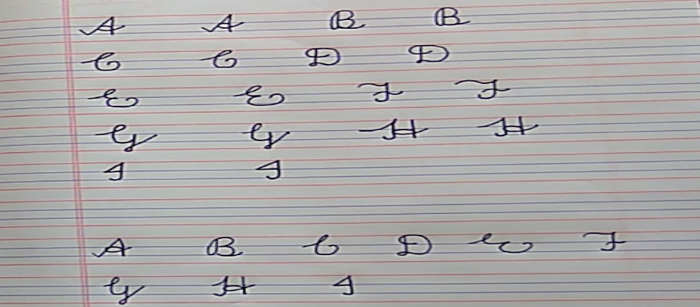 A A B B
C C D D
E E F F
G G H H
I I
A B C D E F
G H I